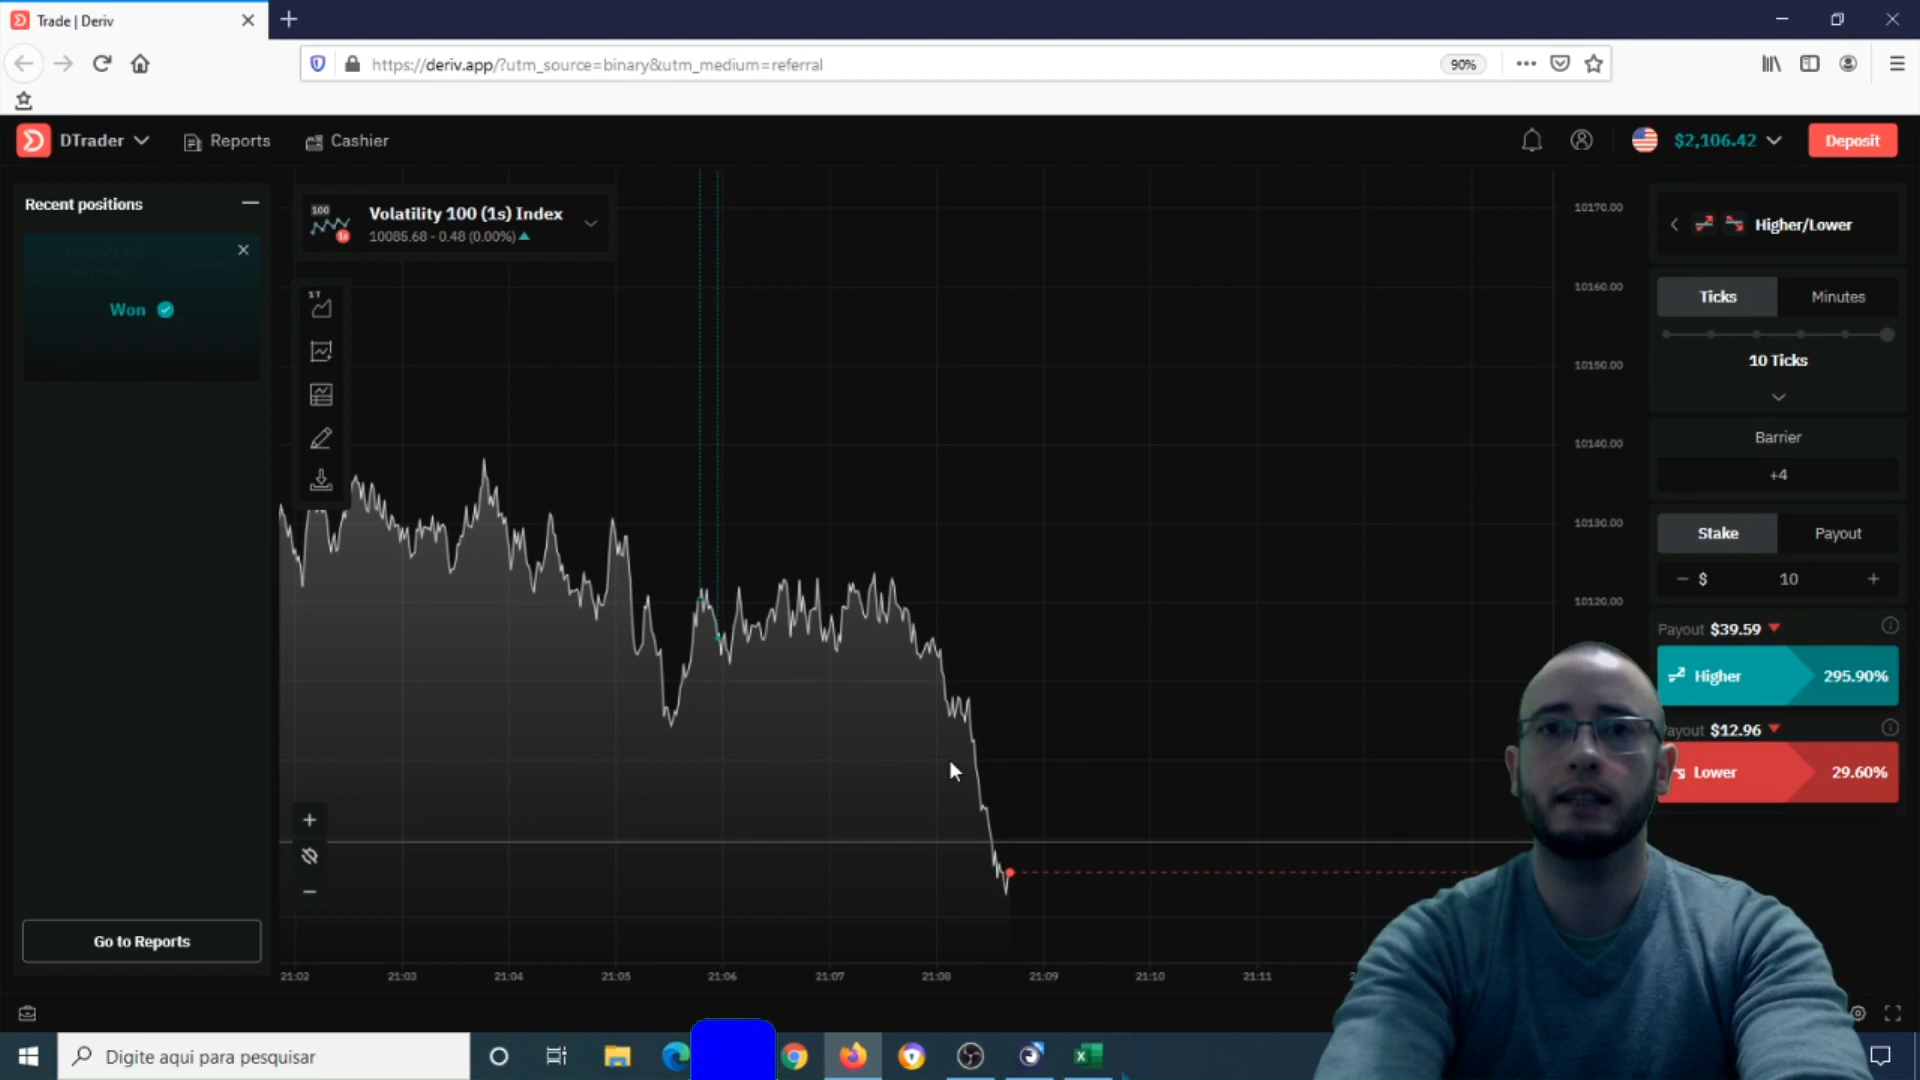 Trade | Deriv
https://deriv.app/?utm_source=binary&utm_medium=referral
90%
DTrader
Reports
Cashier
$2,106.42
Deposit
Recent positions
Won
Go to Reports
100
1s
Volatility 100 (1s) Index
10085.68 - 0.48 (0.00%)
1T
10170.00
10160.00
10150.00
10140.00
10130.00
10120.00
21:02
21:03
21:04
21:05
21:06
21:07
21:08
21:09
21:10
21:11
Higher/Lower
Ticks
Minutes
10 Ticks
Barrier
+4
Stake
Payout
− $ 10 +
Payout $39.59
Higher 295.90%
ayout $12.96
Lower 29.60%
Digite aqui para pesquisar